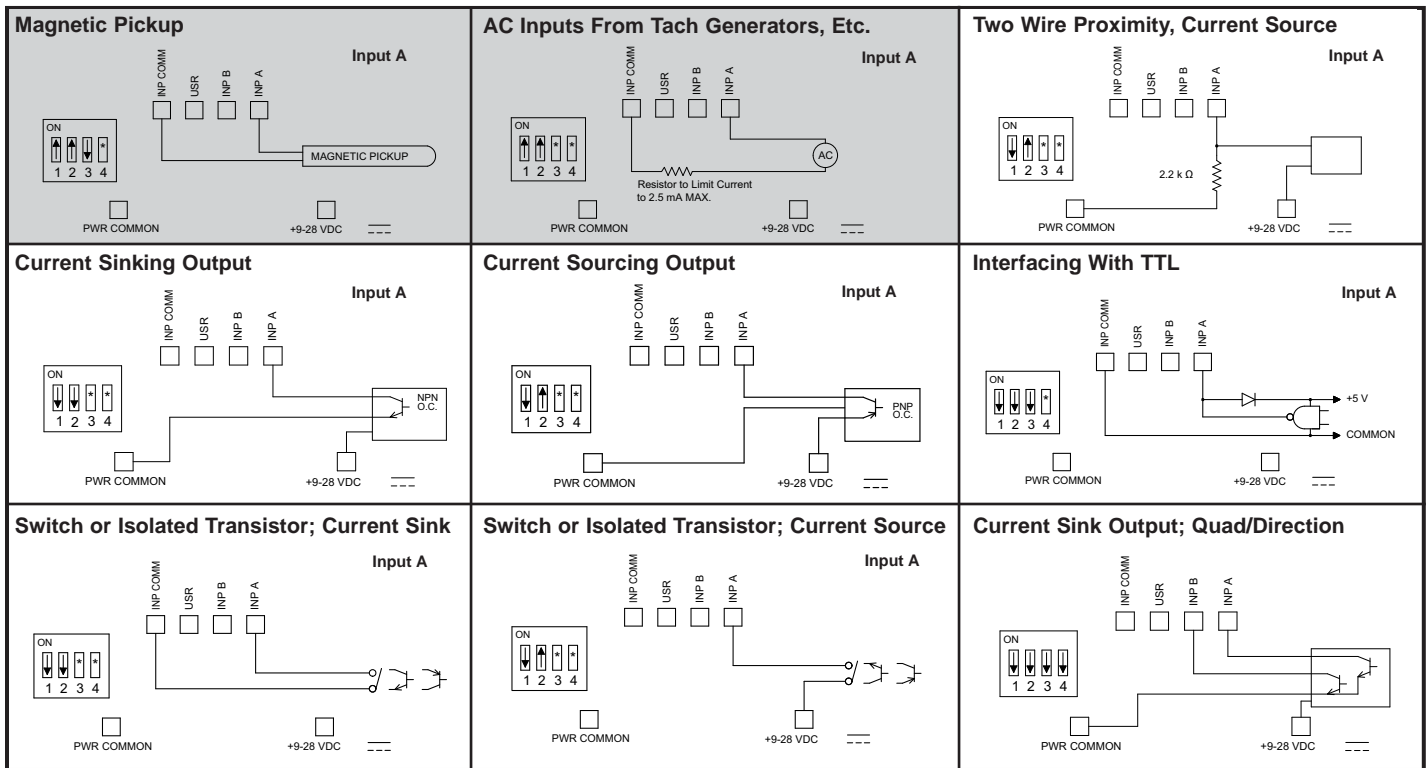 Magnetic Pickup
Input A
INP COMM
USR
INP B
INP A
ON
* 
1 2 3 4
MAGNETIC PICKUP
PWR COMMON
+9-28 VDC
AC Inputs From Tach Generators, Etc.
Input A
INP COMM
USR
INP B
INP A
ON
* *
1 2 3 4
AC
Resistor to Limit Current
to 2.5 mA MAX.
PWR COMMON
+9-28 VDC
Two Wire Proximity, Current Source
Input A
INP COMM
USR
INP B
INP A
ON
* *
1 2 3 4
2.2 k Ω
PWR COMMON
+9-28 VDC
Current Sinking Output
Input A
INP COMM
USR
INP B
INP A
ON
* *
1 2 3 4
NPN
O.C.
PWR COMMON
+9-28 VDC
Current Sourcing Output
Input A
INP COMM
USR
INP B
INP A
ON
* *
1 2 3 4
PNP
O.C.
PWR COMMON
+9-28 VDC
Interfacing With TTL
Input A
INP COMM
USR
INP B
INP A
ON
*
1 2 3 4
+5 V
COMMON
PWR COMMON
+9-28 VDC
Switch or Isolated Transistor; Current Sink
Input A
INP COMM
USR
INP B
INP A
ON
* *
1 2 3 4
PWR COMMON
+9-28 VDC
Switch or Isolated Transistor; Current Source
Input A
INP COMM
USR
INP B
INP A
ON
* *
1 2 3 4
PWR COMMON
+9-28 VDC
Current Sink Output; Quad/Direction
INP COMM
USR
INP B
INP A
ON
1 2 3 4
PWR COMMON
+9-28 VDC